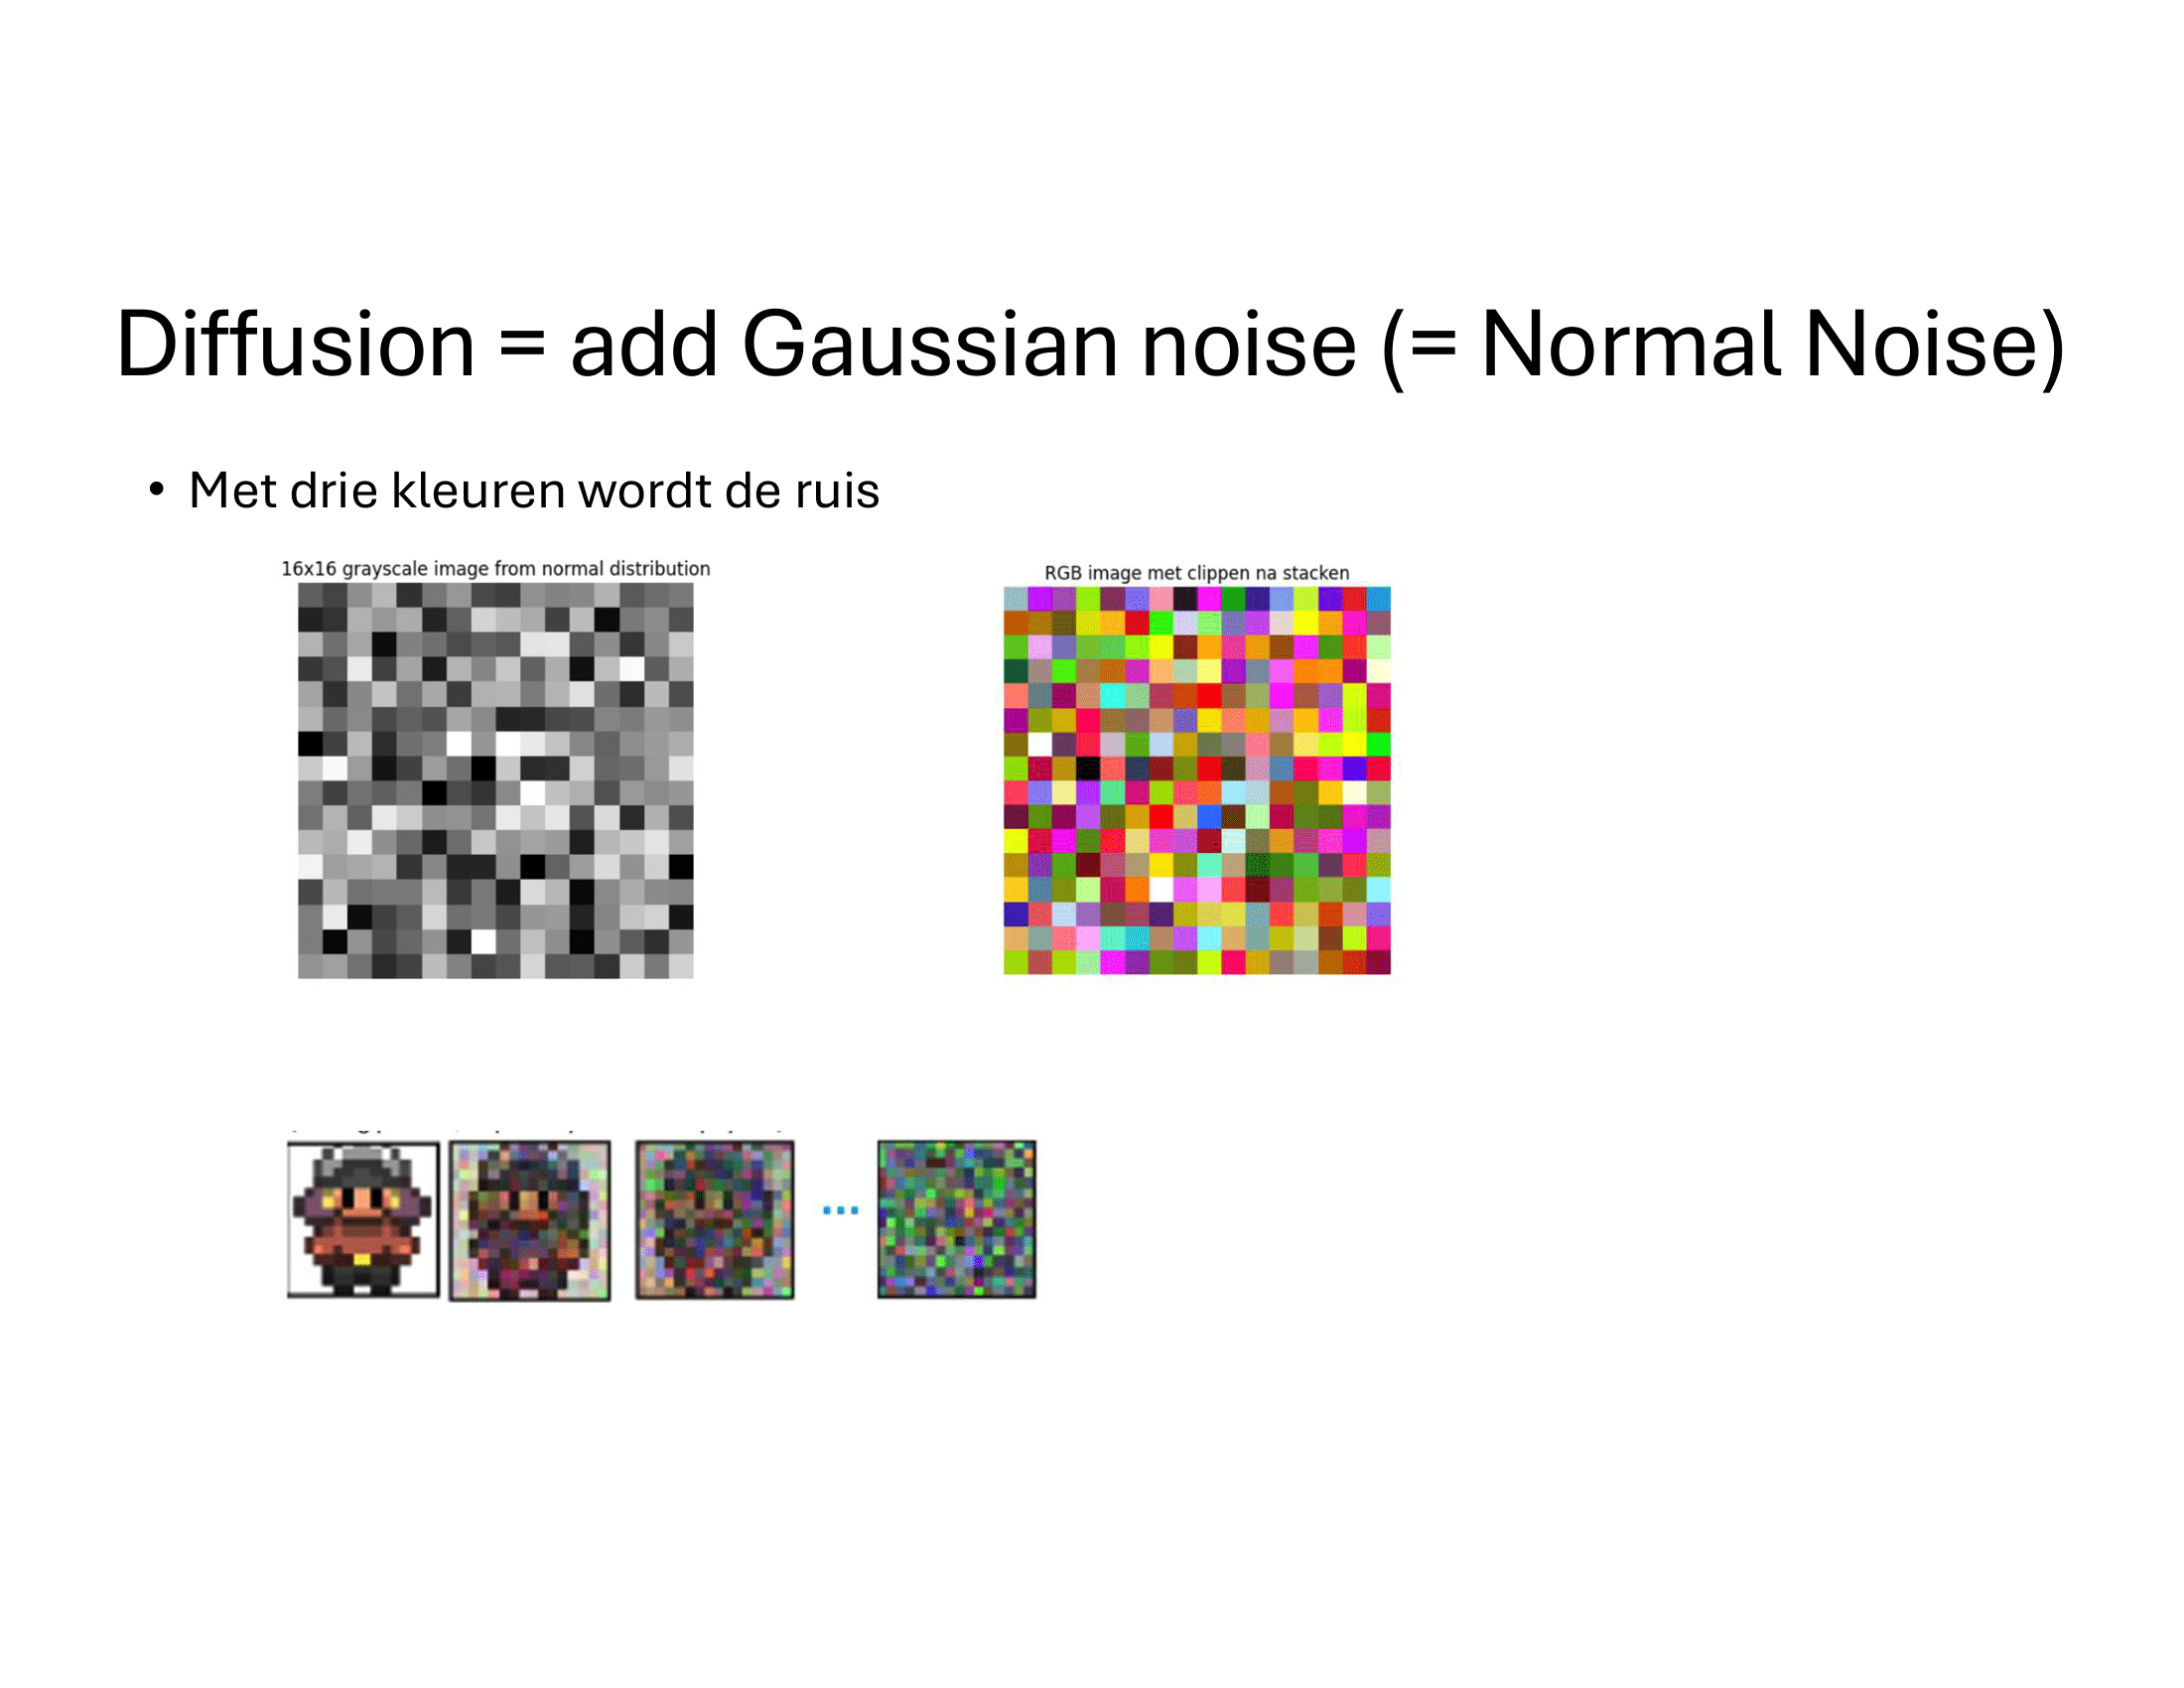 Diffusion = add Gaussian noise (= Normal Noise)
• Met drie kleuren wordt de ruis
16x16 grayscale image from normal distribution
RGB image met clippen na stacken
...